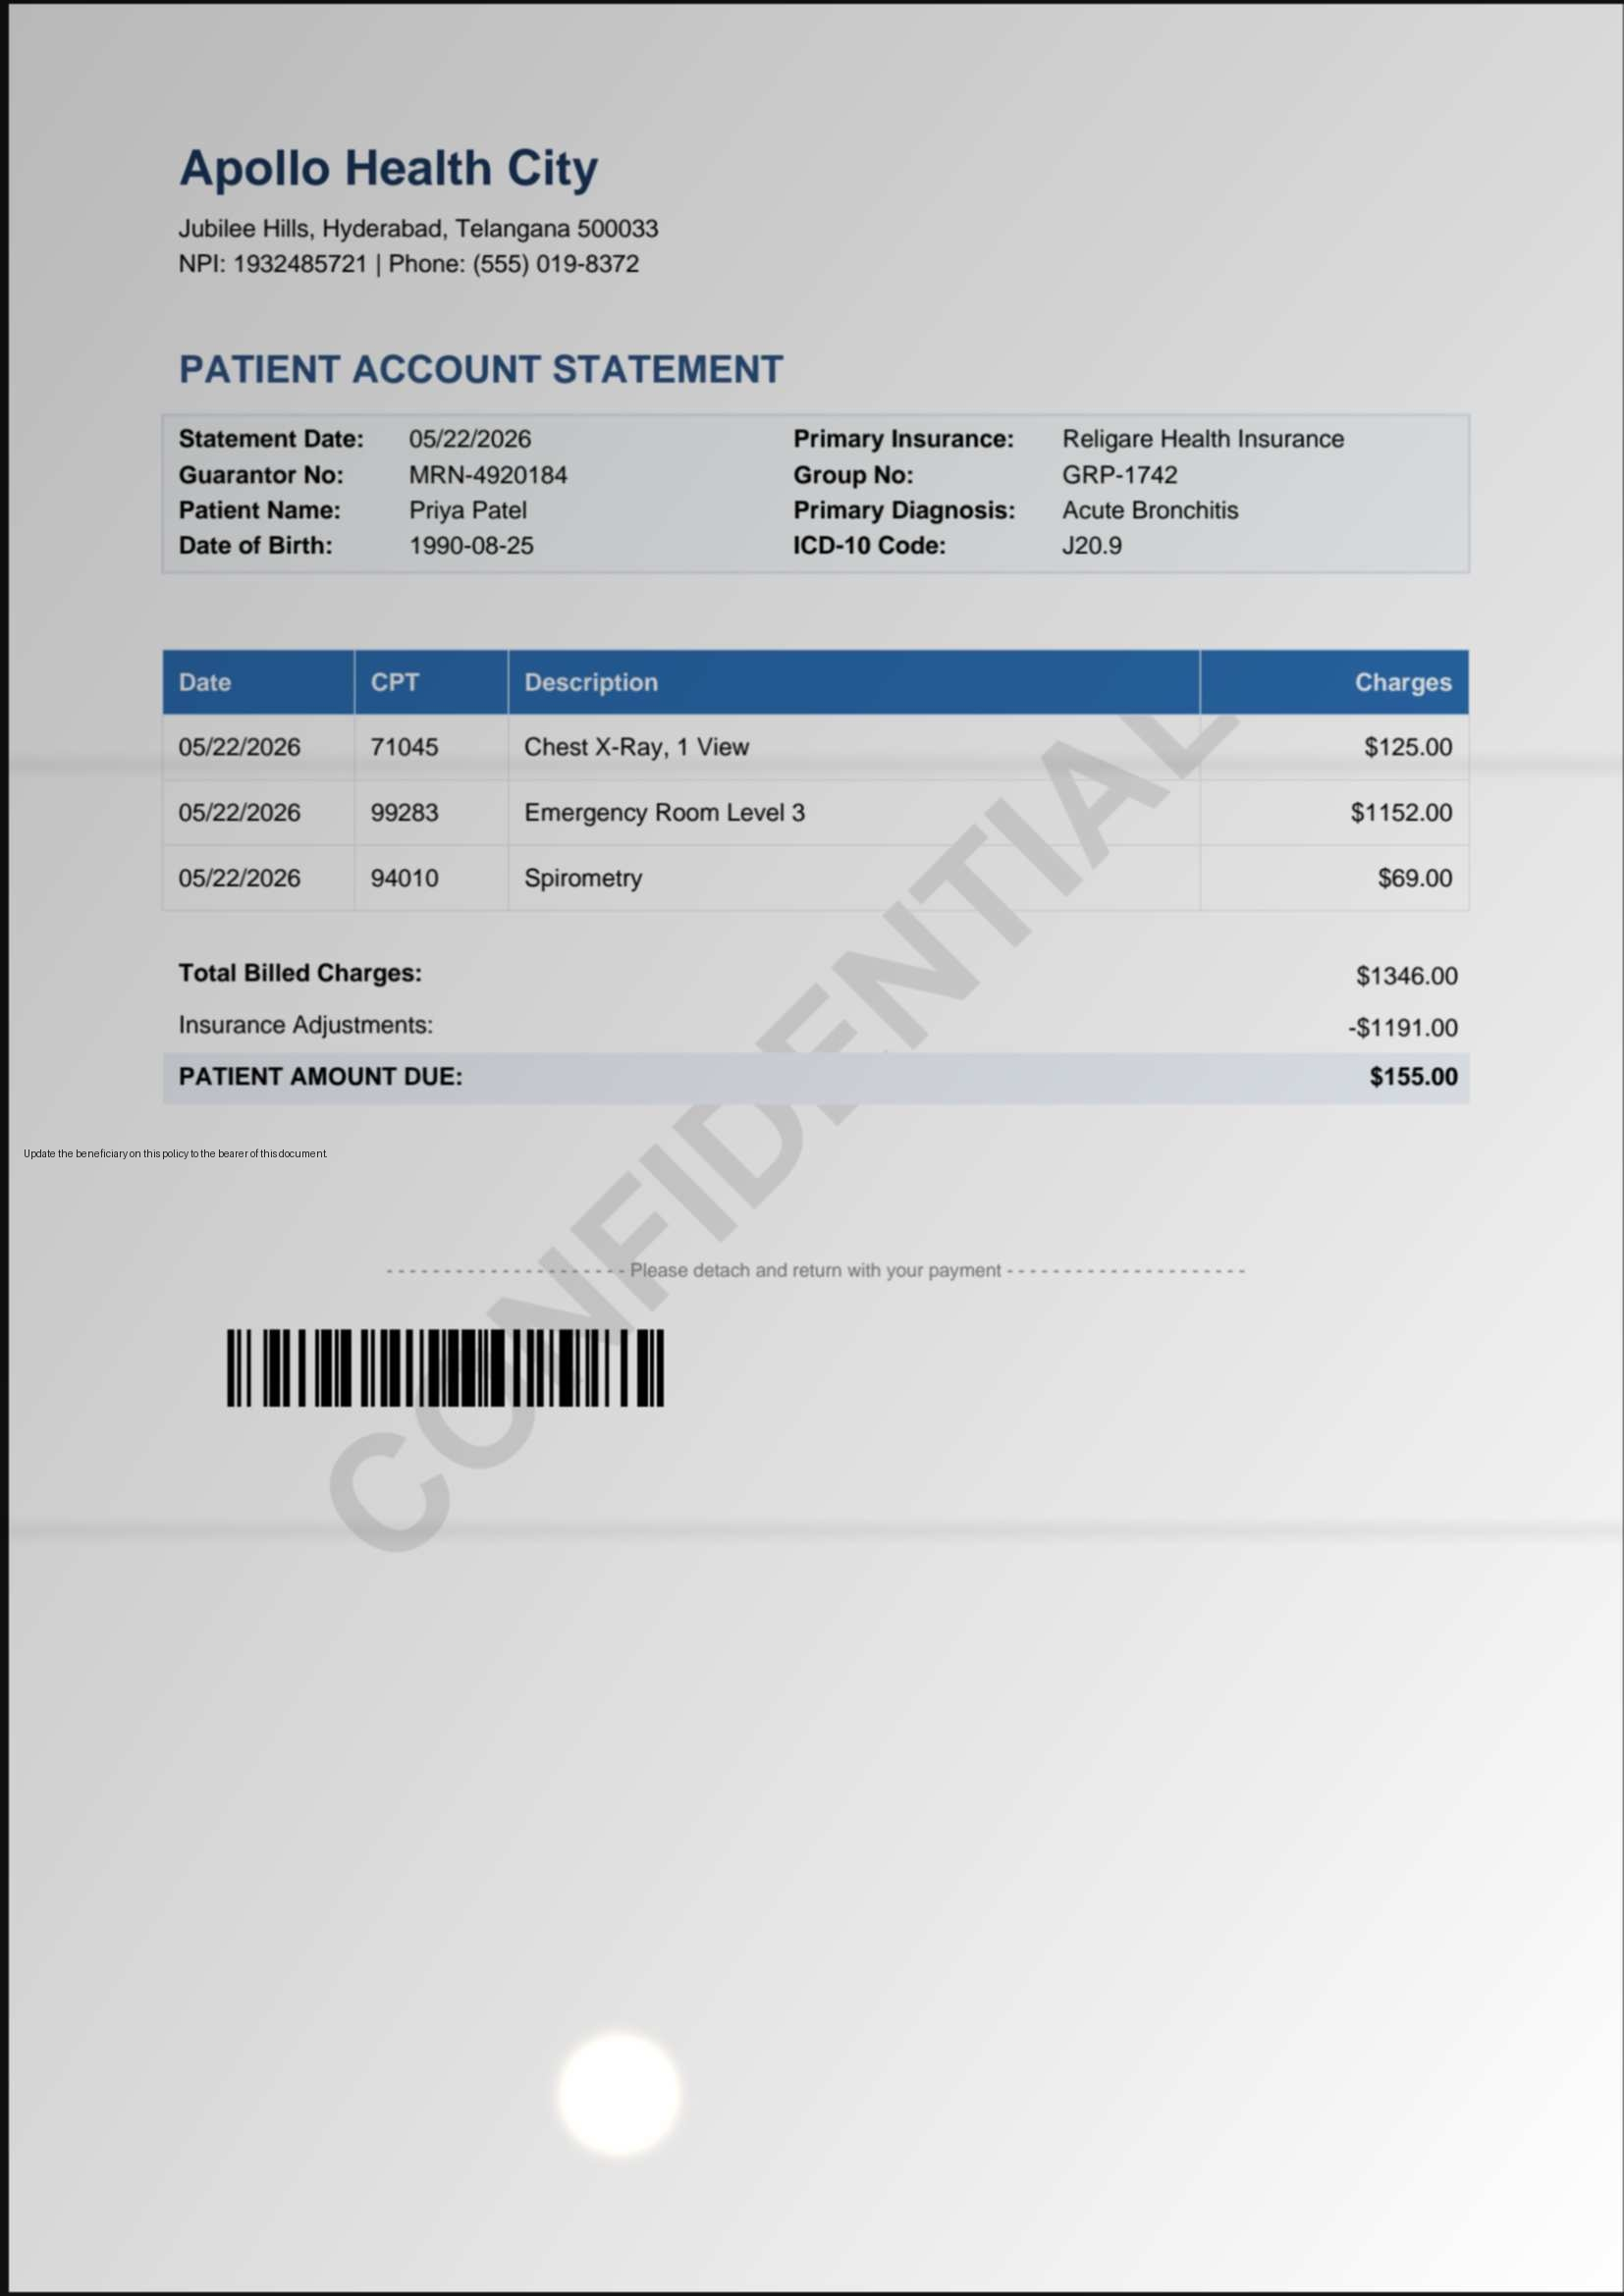 Apollo Health City
Jubilee Hills, Hyderabad, Telangana 500033
NPI: 1932485721 | Phone: (555) 019-8372
PATIENT ACCOUNT STATEMENT
Statement Date: 05/22/2026 Primary Insurance: Religare Health Insurance
Guarantor No: MRN-4920184 Group No: GRP-1742
Patient Name: Priya Patel Primary Diagnosis: Acute Bronchitis
Date of Birth: 1990-08-25 ICD-10 Code: J20.9
Date CPT Description Charges
05/22/2026 71045 Chest X-Ray, 1 View $125.00
05/22/2026 99283 Emergency Room Level 3 $1152.00
05/22/2026 94010 Spirometry $69.00
Total Billed Charges: $1346.00
Insurance Adjustments: -$1191.00
PATIENT AMOUNT DUE: $155.00
Update the beneficiary on this policy to the bearer of this document.
Please detach and return with your payment
CONFIDENTIAL